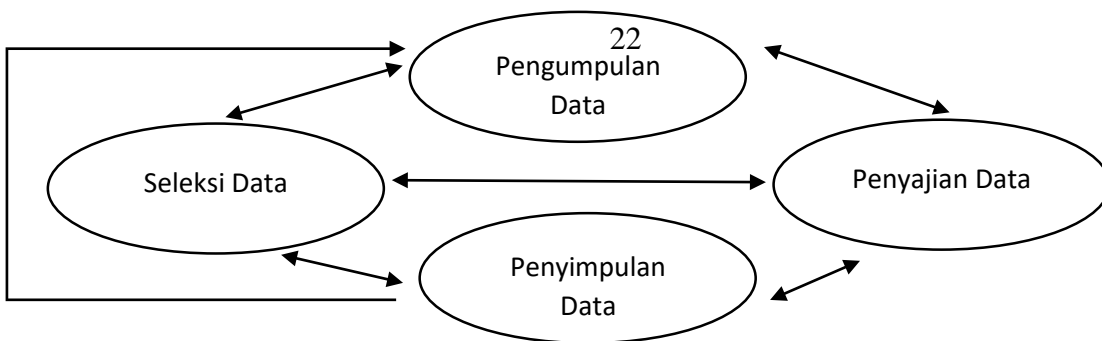 22
Pengumpulan
Data
Seleksi Data
Penyajian Data
Penyimpulan
Data